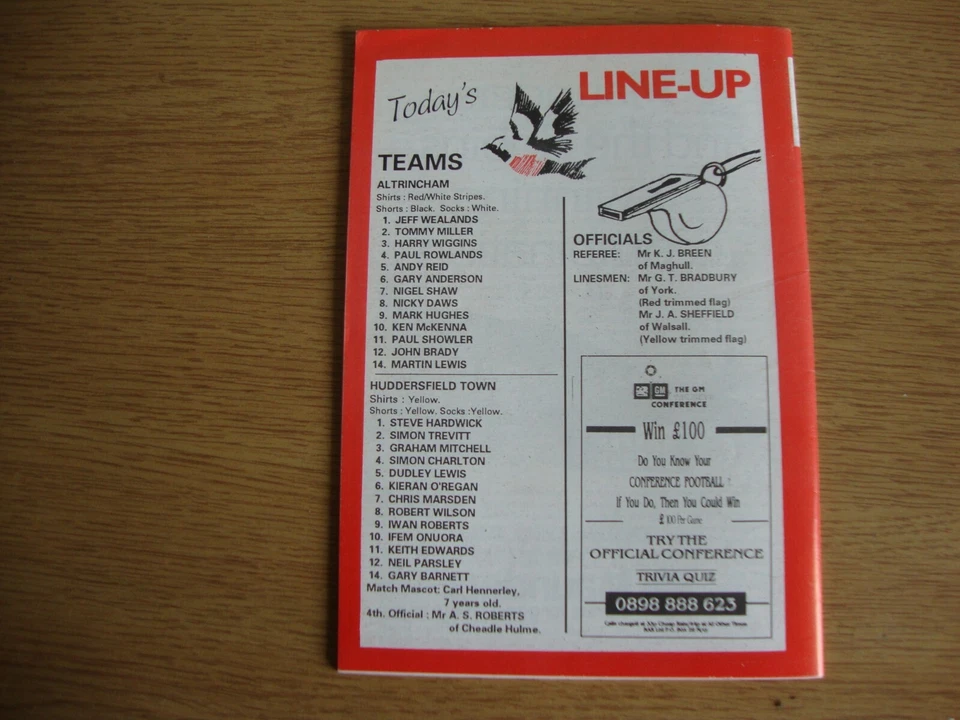 Today's
LINE-UP
TEAMS
ALTRINCHAM
Shirts : Red/White Stripes.
Shorts : Black. Socks : White.
1. JEFF WEALANDS
2. TOMMY MILLER
3. HARRY WIGGINS
4. PAUL ROWLANDS
5. ANDY REID
6. GARY ANDERSON
7. NIGEL SHAW
8. NICKY DAWS
9. MARK HUGHES
10. KEN McKENNA
11. PAUL SHOWLER
12. JOHN BRADY
14. MARTIN LEWIS
HUDDERSFIELD TOWN
Shirts : Yellow.
Shorts : Yellow. Socks :Yellow.
1. STEVE HARDWICK
2. SIMON TREVITT
3. GRAHAM MITCHELL
4. SIMON CHARLTON
5. DUDLEY LEWIS
6. KIERAN O'REGAN
7. CHRIS MARSDEN
8. ROBERT WILSON
9. IWAN ROBERTS
10. IFEM ONUORA
11. KEITH EDWARDS
12. NEIL PARSLEY
14. GARY BARNETT
Match Mascot: Carl Hennerley,
7 years old.
4th. Official : Mr A. S. ROBERTS
of Cheadle Hulme.
OFFICIALS
REFEREE: Mr K. J. BREEN
of Maghull.
LINESMEN: Mr G. T. BRADBURY
of York.
(Red trimmed flag)
Mr J. A. SHEFFIELD
of Walsall.
(Yellow trimmed flag)
GM THE GM
CONFERENCE
Win £100
Do You Know Your
CONFERENCE FOOTBALL
If You Do, Then You Could Win
£100 Per Game
TRY THE
OFFICIAL CONFERENCE
TRIVIA QUIZ
0898 888 623